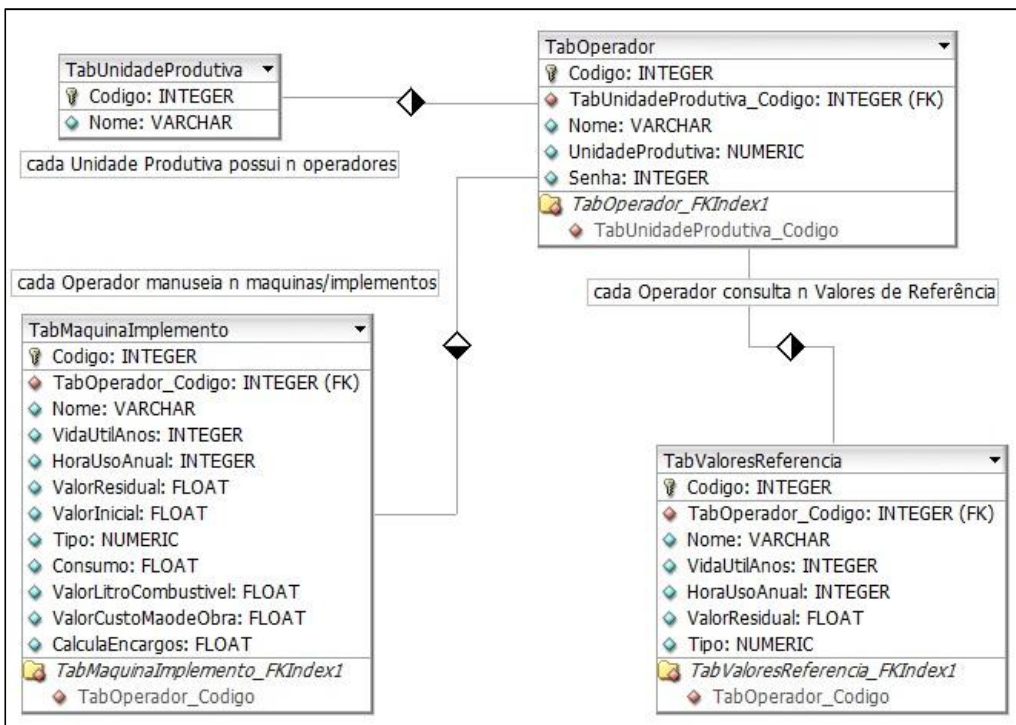 TabUnidadeProdutiva
Codigo: INTEGER
Nome: VARCHAR
cada Unidade Produtiva possui n operadores
TabOperador
Codigo: INTEGER
TabUnidadeProdutiva_Codigo: INTEGER (FK)
Nome: VARCHAR
UnidadeProdutiva: NUMERIC
Senha: INTEGER
TabOperador_FKIndex1
TabUnidadeProdutiva_Codigo
cada Operador manuseia n maquinas/implementos
cada Operador consulta n Valores de Referência
TabMaquinaImplemento
Codigo: INTEGER
TabOperador_Codigo: INTEGER (FK)
Nome: VARCHAR
VidaUtilAnos: INTEGER
HoraUsoAnual: INTEGER
ValorResidual: FLOAT
ValorInicial: FLOAT
Tipo: NUMERIC
Consumo: FLOAT
ValorLitroCombustivel: FLOAT
ValorCustoMaodeObra: FLOAT
CalculaEncargos: FLOAT
TabMaquinaImplemento_FKIndex1
TabOperador_Codigo
TabValoresReferencia
Codigo: INTEGER
TabOperador_Codigo: INTEGER (FK)
Nome: VARCHAR
VidaUtilAnos: INTEGER
HoraUsoAnual: INTEGER
ValorResidual: FLOAT
Tipo: NUMERIC
TabValoresReferencia_FKIndex1
TabOperador_Codigo